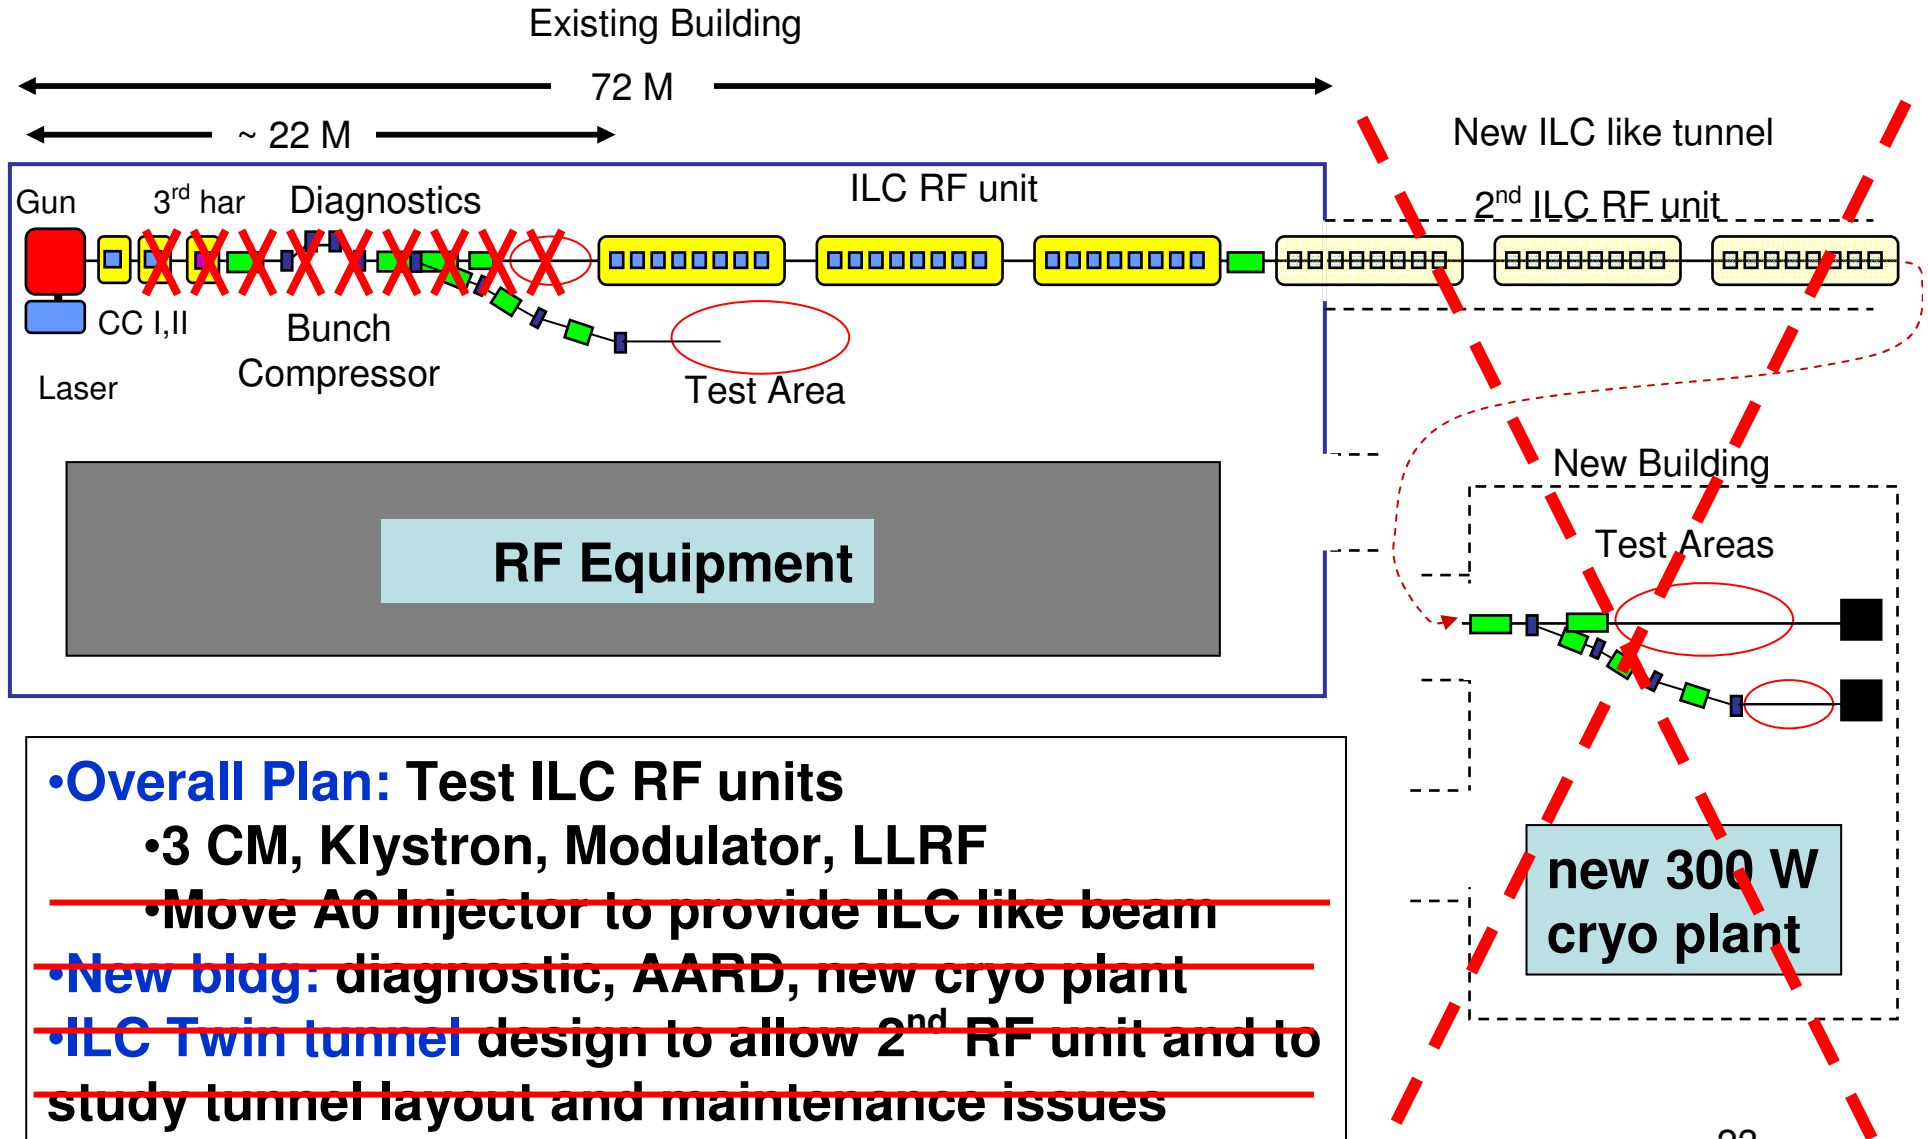 Existing Building
72 M
~ 22 M
New ILC like tunnel
Gun
3rd har
Diagnostics
ILC RF unit
2nd ILC RF unit
CC I,II
Bunch
Compressor
Laser
Test Area
New Building
Test Areas
RF Equipment
•Overall Plan: Test ILC RF units
•3 CM, Klystron, Modulator, LLRF
•Move A0 Injector to provide ILC like beam
•New bldg: diagnostic, AARD, new cryo plant
•ILC Twin tunnel design to allow 2nd RF unit and to
study tunnel layout and maintenance issues
new 300 W
cryo plant